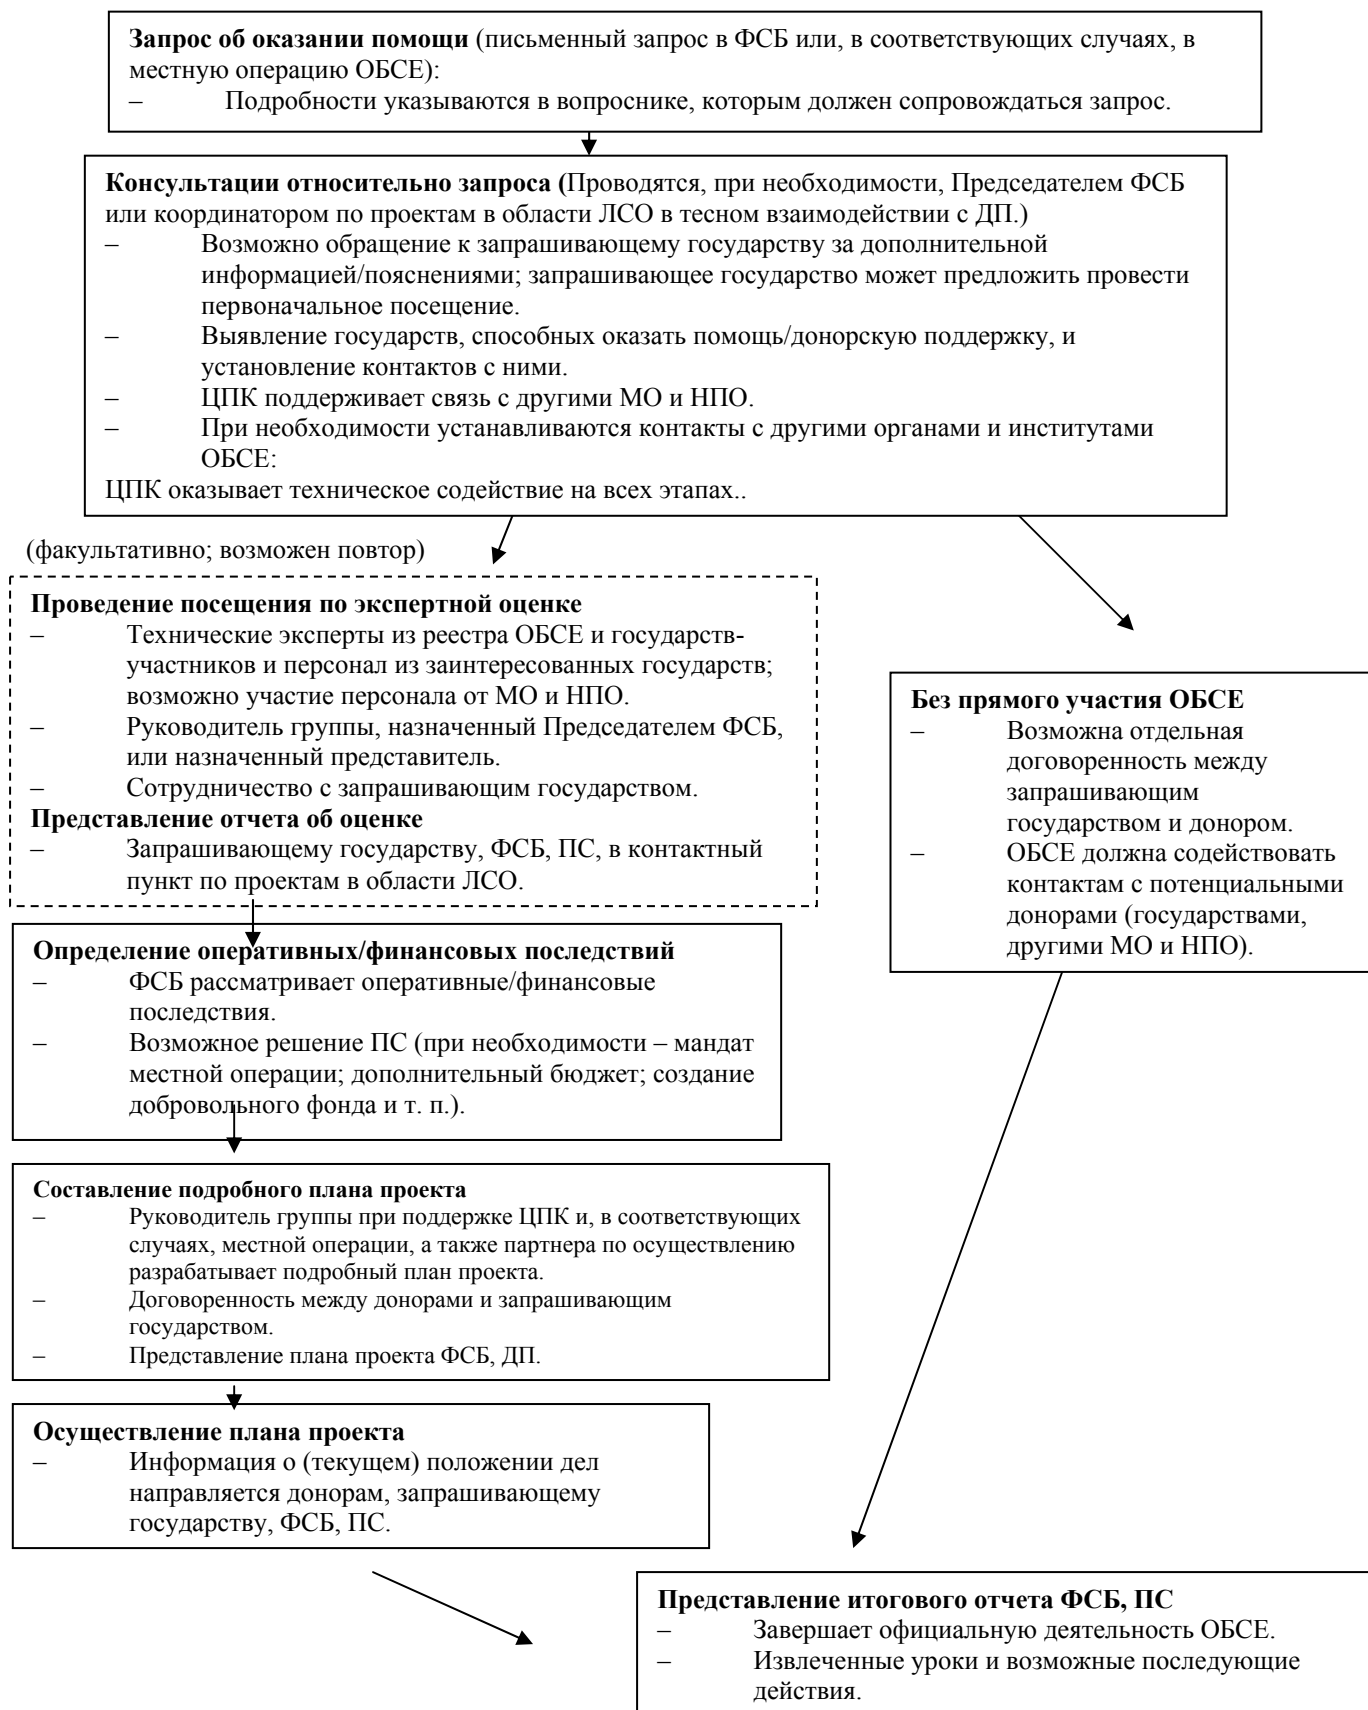 Запрос об оказании помощи (письменный запрос в ФСБ или, в соответствующих случаях, в
местную операцию ОБСЕ):
– Подробности указываются в вопроснике, которым должен сопровождаться запрос.
Консультации относительно запроса (Проводятся, при необходимости, Председателем ФСБ
или координатором по проектам в области ЛСО в тесном взаимодействии с ДП.)
– Возможно обращение к запрашивающему государству за дополнительной
информацией/пояснениями; запрашивающее государство может предложить провести
первоначальное посещение.
– Выявление государств, способных оказать помощь/донорскую поддержку, и
установление контактов с ними.
– ЦПК поддерживает связь с другими МО и НПО.
– При необходимости устанавливаются контакты с другими органами и институтами
ОБСЕ:
ЦПК оказывает техническое содействие на всех этапах..
(факультативно; возможен повтор)
Проведение посещения по экспертной оценке
– Технические эксперты из реестра ОБСЕ и государств-
участников и персонал из заинтересованных государств;
возможно участие персонала от МО и НПО.
– Руководитель группы, назначенный Председателем ФСБ,
или назначенный представитель.
– Сотрудничество с запрашивающим государством.
Представление отчета об оценке
– Запрашивающему государству, ФСБ, ПС, в контактный
пункт по проектам в области ЛСО.
Без прямого участия ОБСЕ
– Возможна отдельная
договоренность между
запрашивающим
государством и донором.
– ОБСЕ должна содействовать
контактам с потенциальными
донорами (государствами,
другими МО и НПО).
Определение оперативных/финансовых последствий
– ФСБ рассматривает оперативные/финансовые
последствия.
– Возможное решение ПС (при необходимости – мандат
местной операции; дополнительный бюджет; создание
добровольного фонда и т. п.).
Составление подробного плана проекта
– Руководитель группы при поддержке ЦПК и, в соответствующих
случаях, местной операции, а также партнера по осуществлению
разрабатывает подробный план проекта.
– Договоренность между донорами и запрашивающим
государством.
– Представление плана проекта ФСБ, ДП.
Осуществление плана проекта
– Информация о (текущем) положении дел
направляется донорам, запрашивающему
государству, ФСБ, ПС.
Представление итогового отчета ФСБ, ПС
– Завершает официальную деятельность ОБСЕ.
– Извлеченные уроки и возможные последующие
действия.